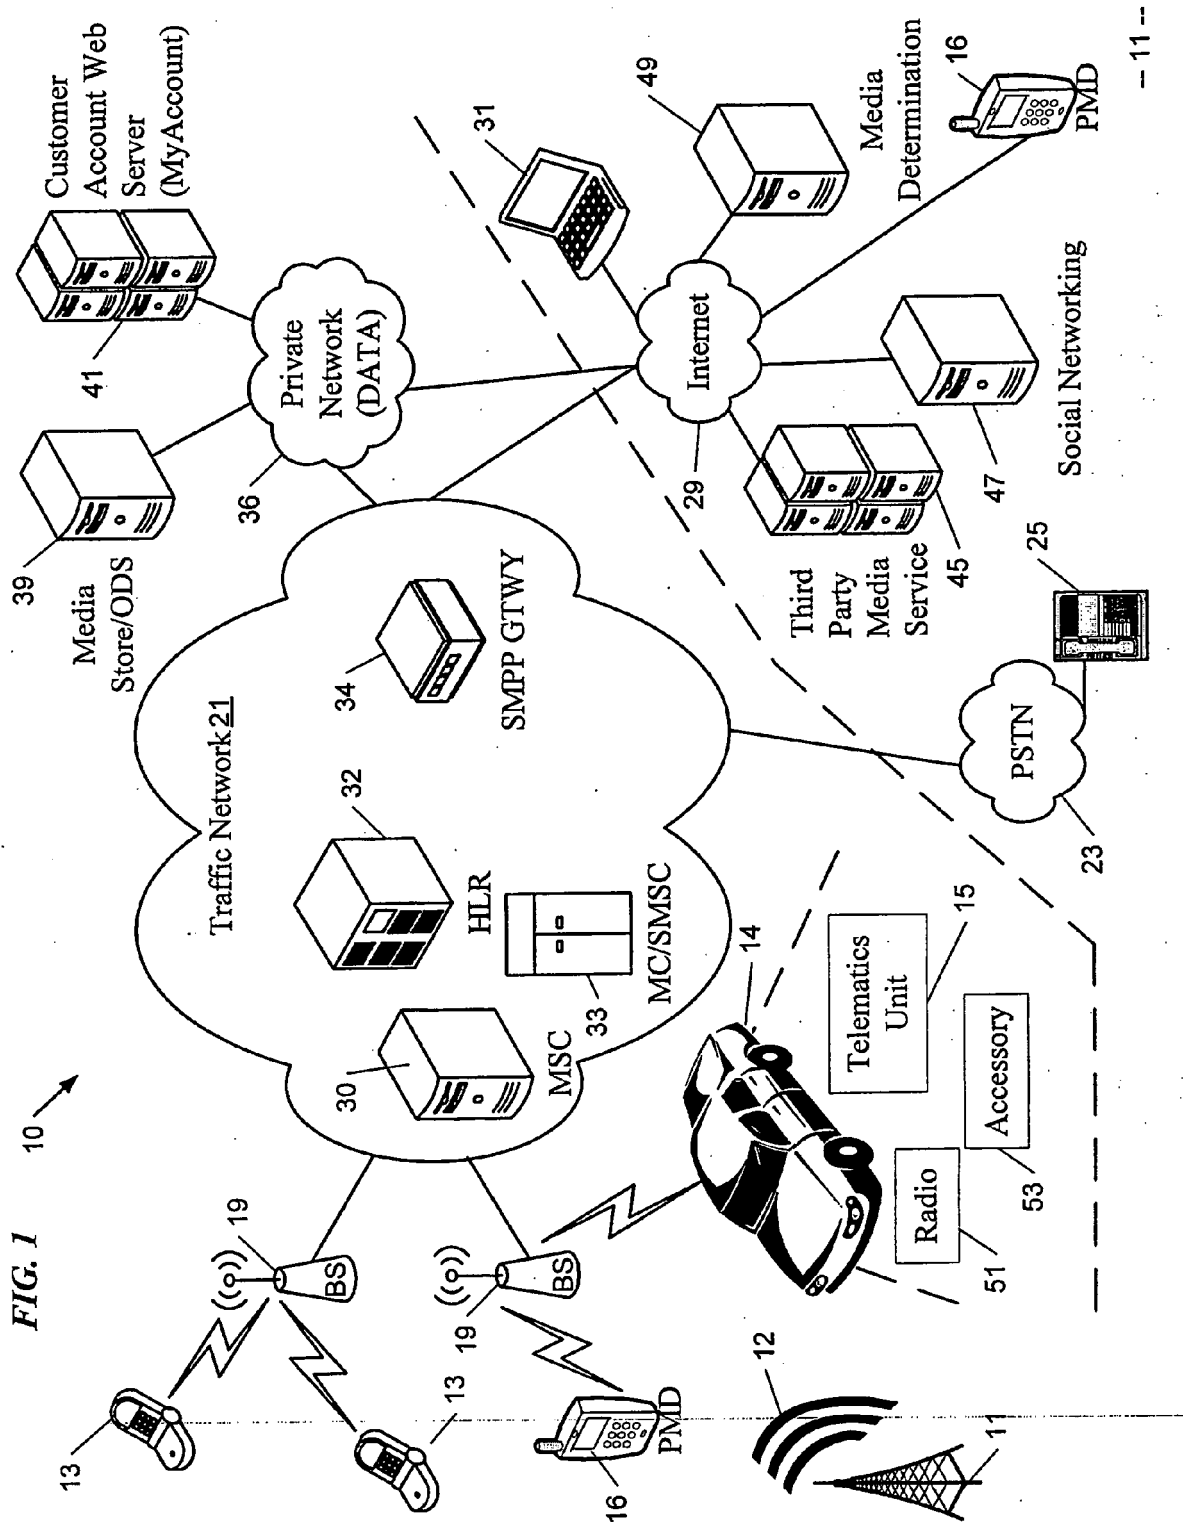 FIG. 1
10
13
13
16
PMD
19
BS
19
BS
Traffic Network 21
30
MSC
32
HLR
33
MC/SMSC
34
SMPP GTWY
39
Media
Store/ODS
41
Customer
Account Web
Server
(MyAccount)
36
Private
Network
(DATA)
31
29
Internet
49
Media
Determination
16
PMD
47
Social Networking
45
Third
Party
Media
Service
25
PSTN
23
14
Telematics
Unit
15
Accessory
53
Radio
51
12
11
-- 11 --